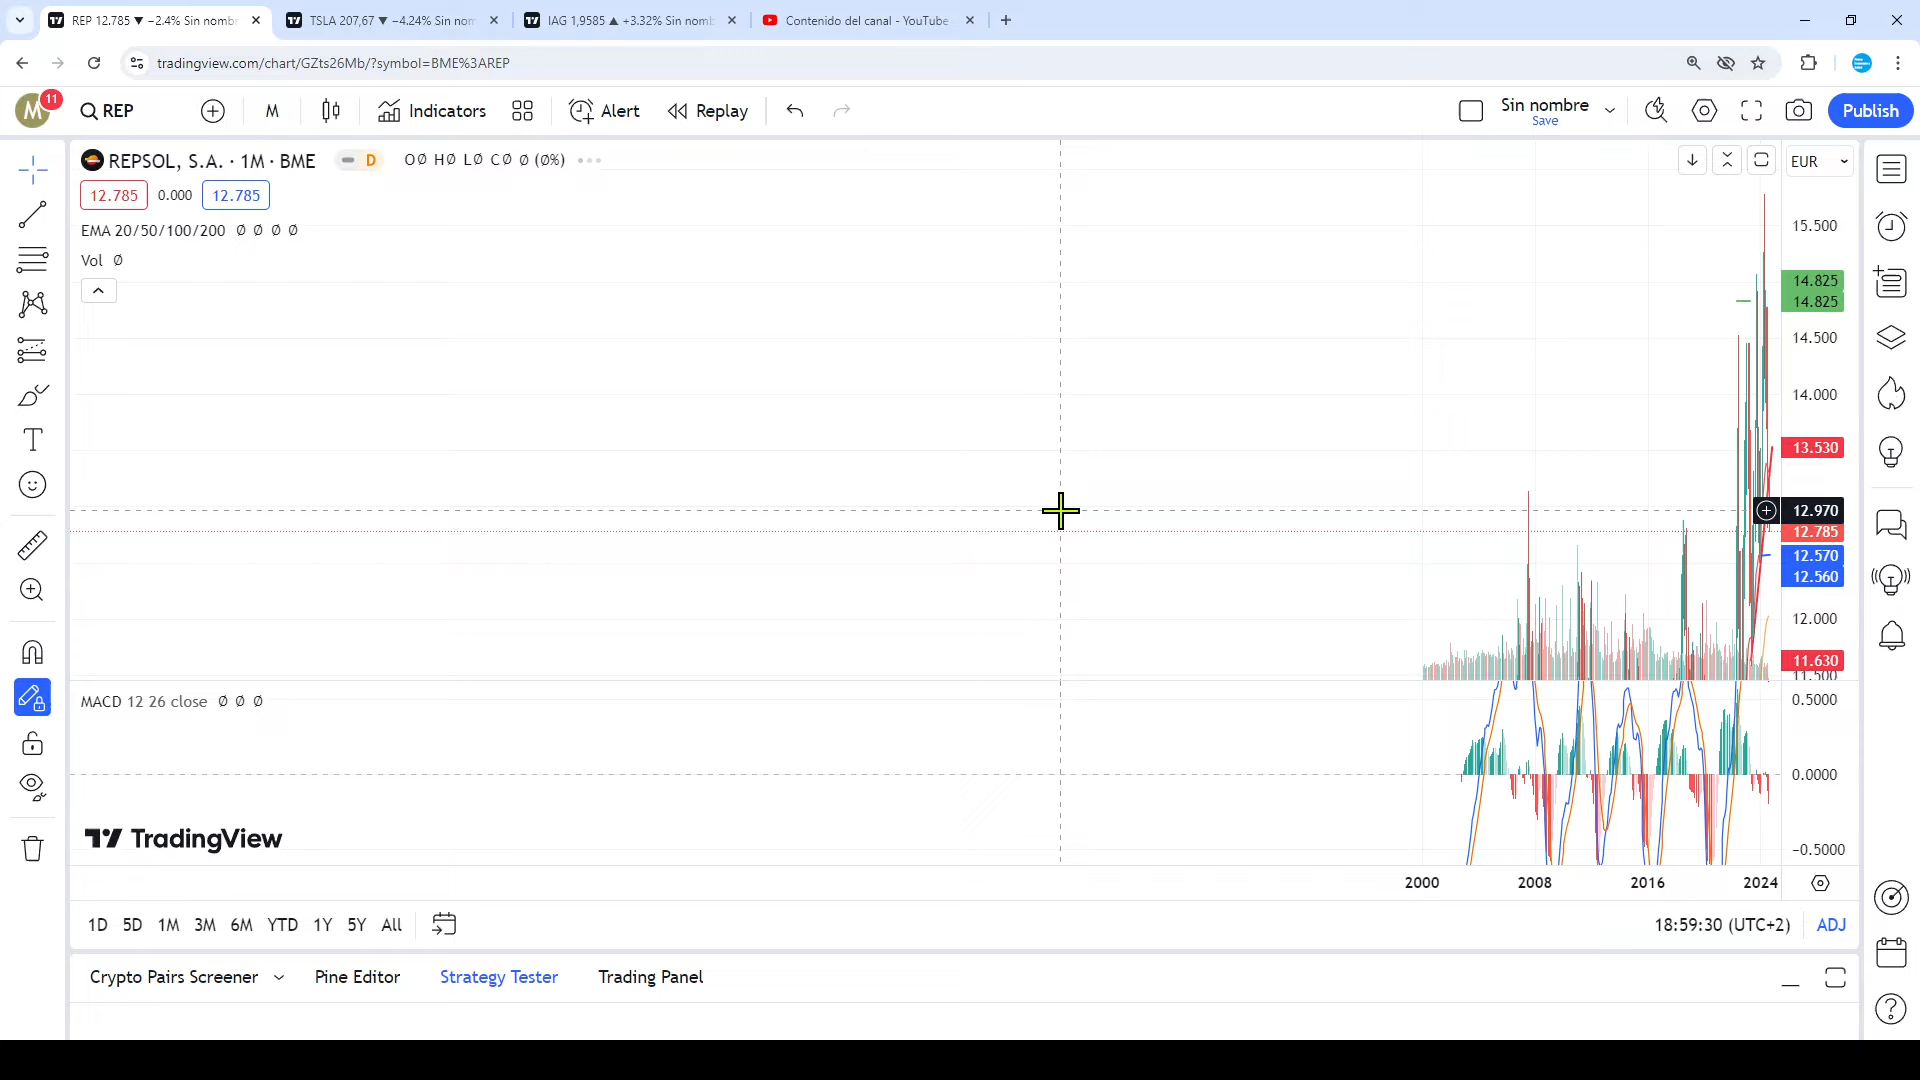 REP 12.785 ▼ −2.4% Sin nombr
TSLA 207,67 ▼ −4.24% Sin nom
IAG 1,9585 ▲ +3.32% Sin nomb
Contenido del canal - YouTube
tradingview.com/chart/GZts26Mb/?symbol=BME%3AREP
M
11
REP
M
Indicators
Alert
Replay
Sin nombre
Save
Publish
REPSOL, S.A. · 1M · BME
D
O∅ H∅ L∅ C∅ ∅ (∅%)
EUR
12.785
0.000
12.785
EMA 20/50/100/200 ∅ ∅ ∅ ∅
Vol ∅
15.500
14.825
14.825
14.500
14.000
13.530
12.970
12.785
12.570
12.560
12.000
11.630
11.500
MACD 12 26 close ∅ ∅ ∅
0.5000
0.0000
−0.5000
TradingView
2000
2008
2016
2024
1D
5D
1M
3M
6M
YTD
1Y
5Y
All
18:59:30 (UTC+2)
ADJ
Crypto Pairs Screener
Pine Editor
Strategy Tester
Trading Panel